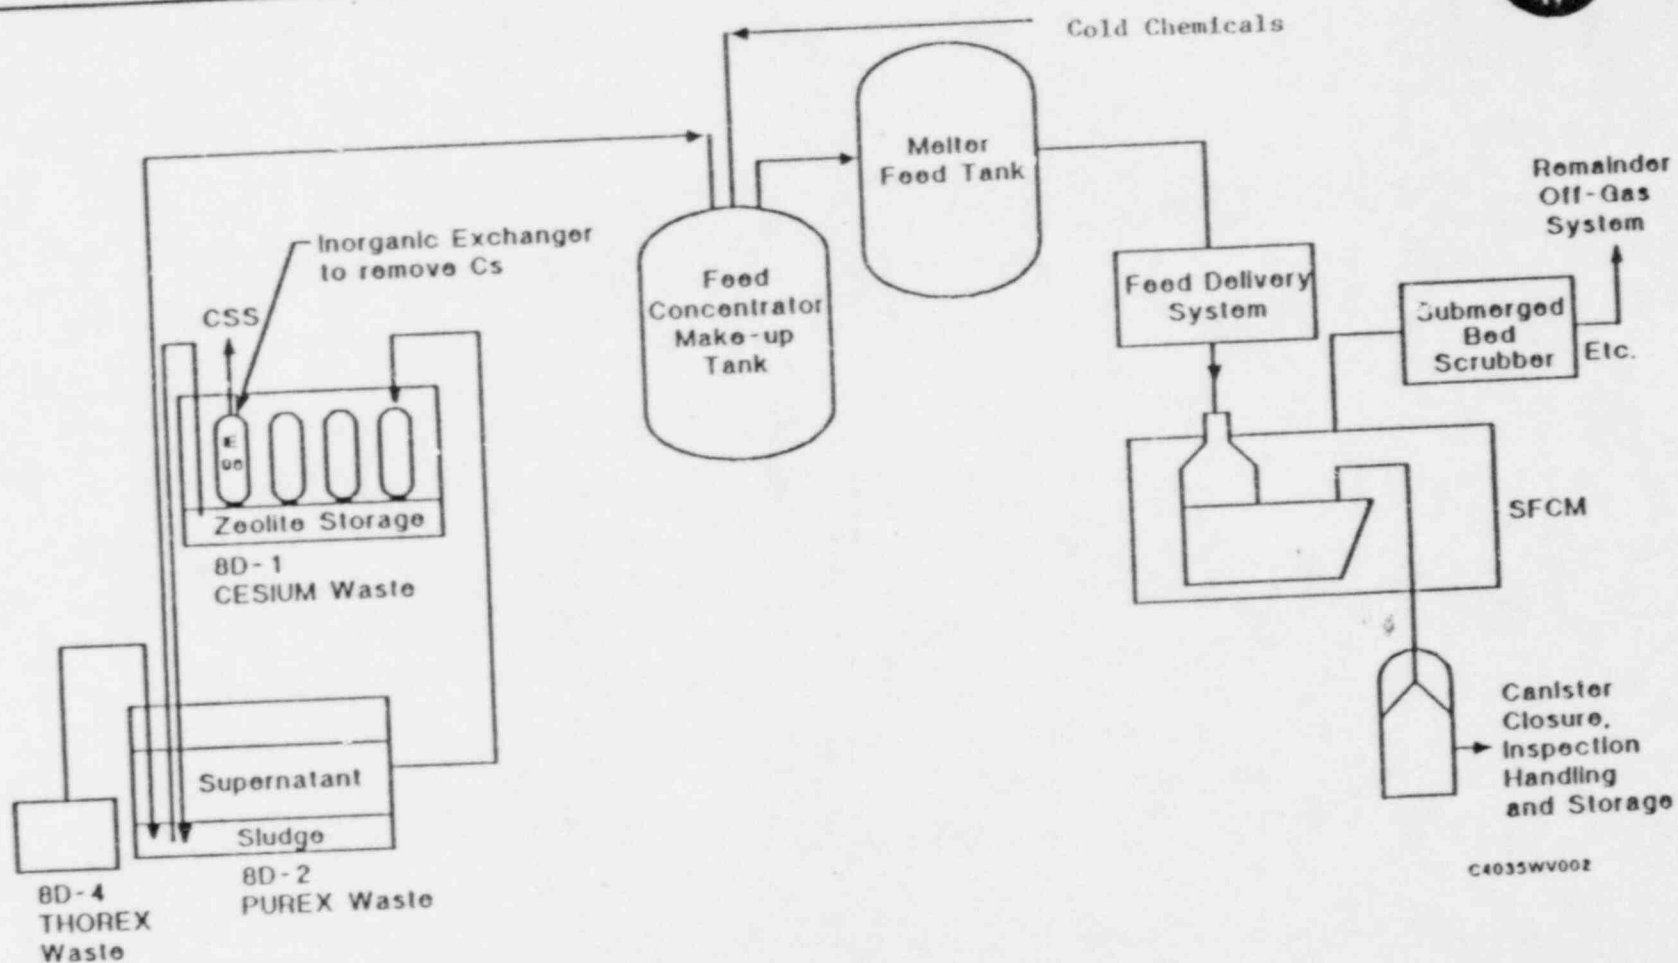 Cold Chemicals
Melter
Feed Tank
Remainder
Off-Gas
System
Inorganic Exchanger
to remove Cs
Feed
Concentrator
Make-up
Tank
Feed Delivery
System
Submerged
Bed
Scrubber
Etc.
CSS
Zeolite Storage
8D-1
CESIUM Waste
SFCM
Supernatant
Sludge
8D-2
PUREX Waste
8D-4
THOREX
Waste
Canister
Closure,
Inspection
Handling
and Storage
C4035WV002